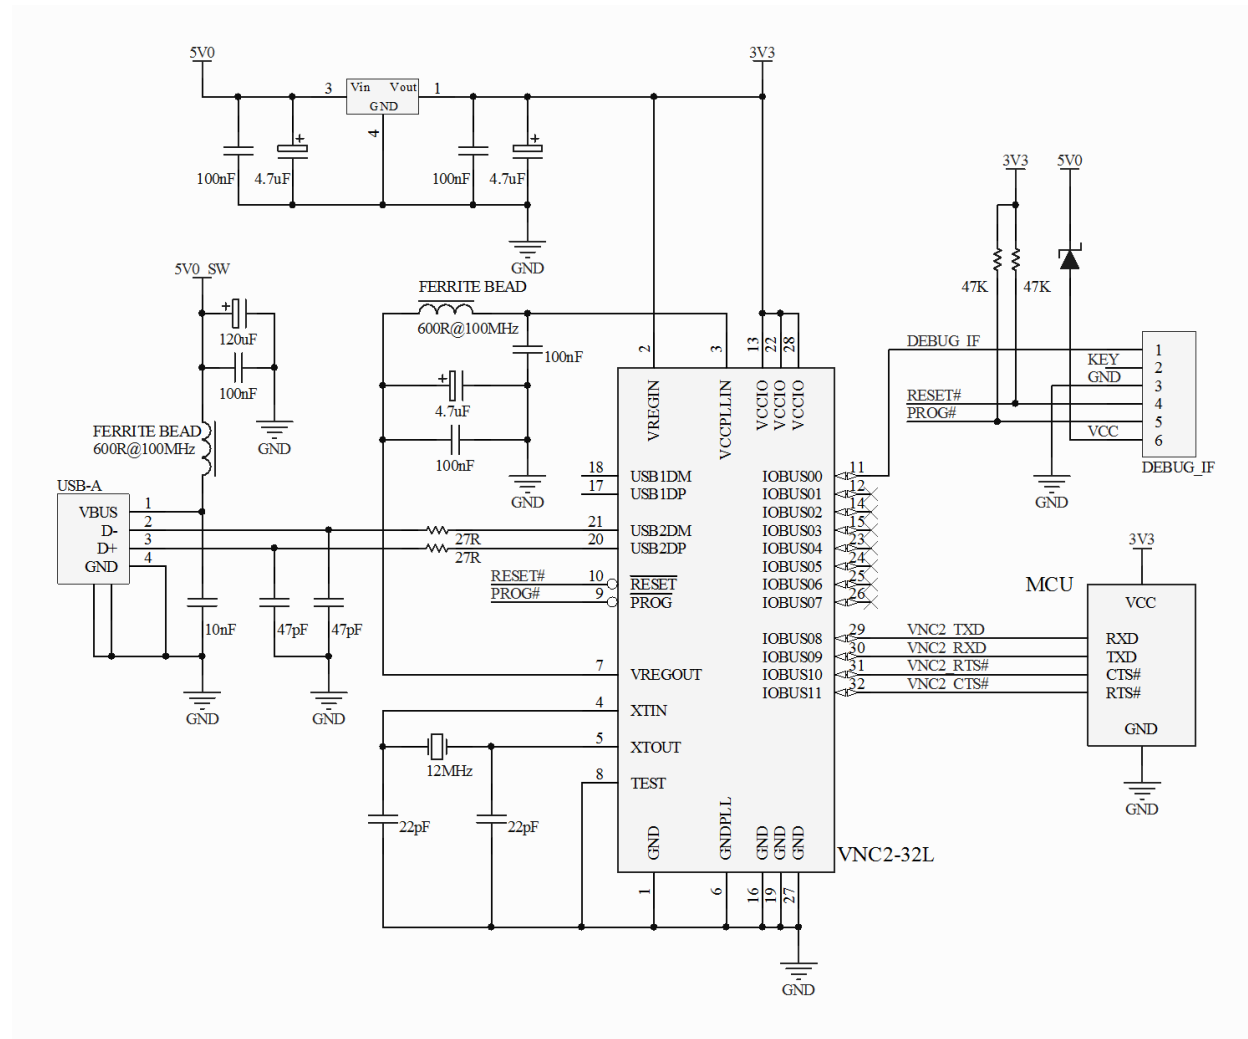 5V0
3V3
3 Vin Vout 1
GND
4
100nF 4.7uF 100nF 4.7uF
GND
3V3 5V0
47K 47K
5V0_SW
120uF
100nF
GND
FERRITE BEAD
600R@100MHz
FERRITE BEAD
600R@100MHz
100nF
4.7uF
100nF
GND
2 3 13 22 28
VREGIN VCCPLLIN VCCIO VCCIO VCCIO
DEBUG_IF 1
KEY 2
GND 3
RESET# 4
PROG# 5
VCC 6
DEBUG_IF
GND
USB-A
VBUS 1
D- 2
D+ 3
GND 4
27R
27R
10nF 47pF 47pF
GND GND
18 USB1DM
17 USB1DP
21 USB2DM
20 USB2DP
RESET# 10 RESET
PROG# 9 PROG
7 VREGOUT
4 XTIN
5 XTOUT
8 TEST
12MHz
22pF 22pF
IOBUS00 11
IOBUS01 12
IOBUS02 14
IOBUS03 15
IOBUS04 23
IOBUS05 24
IOBUS06 25
IOBUS07 26
IOBUS08 29 VNC2_TXD
IOBUS09 30 VNC2_RXD
IOBUS10 31 VNC2_RTS#
IOBUS11 32 VNC2_CTS#
3V3
MCU
VCC
RXD
TXD
CTS#
RTS#
GND
GND
GND GNDPLL GND GND GND
VNC2-32L
1 6 16 19 27
GND